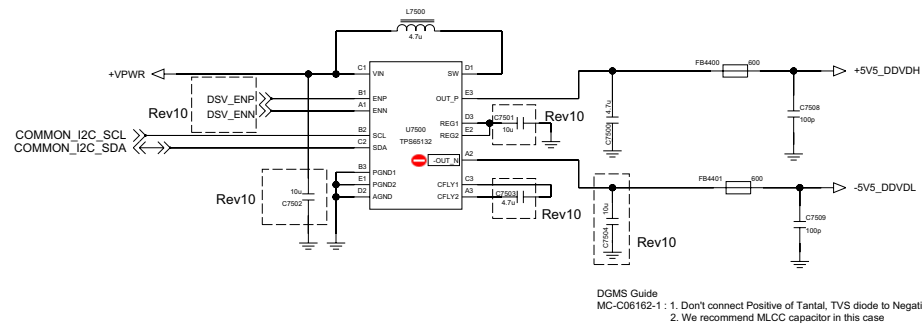 L7500
4.7u
+VPWR
C1
VIN
SW
D1
FB4400
600
+5V5_DDVDH
DSV_ENP
DSV_ENN
Rev10
B1
ENP
A1
ENN
OUT_P
E3
4.7u
C7500
C7508
100p
COMMON_I2C_SCL
COMMON_I2C_SDA
B2
SCL
C2
SDA
U7500
TPS65132
REG1
D3
REG2
E2
C7501
10u
Rev10
-OUT_N
A2
B3
PGND1
E1
PGND2
D2
AGND
CFLY1
C3
CFLY2
A3
C7503
4.7u
Rev10
10u
C7502
Rev10
FB4401
600
-5V5_DDVDL
10u
C7504
Rev10
C7509
100p
DGMS Guide
MC-C06162-1 : 1. Don't connect Positive of Tantal, TVS diode to Negati
2. We recommend MLCC capacitor in this case